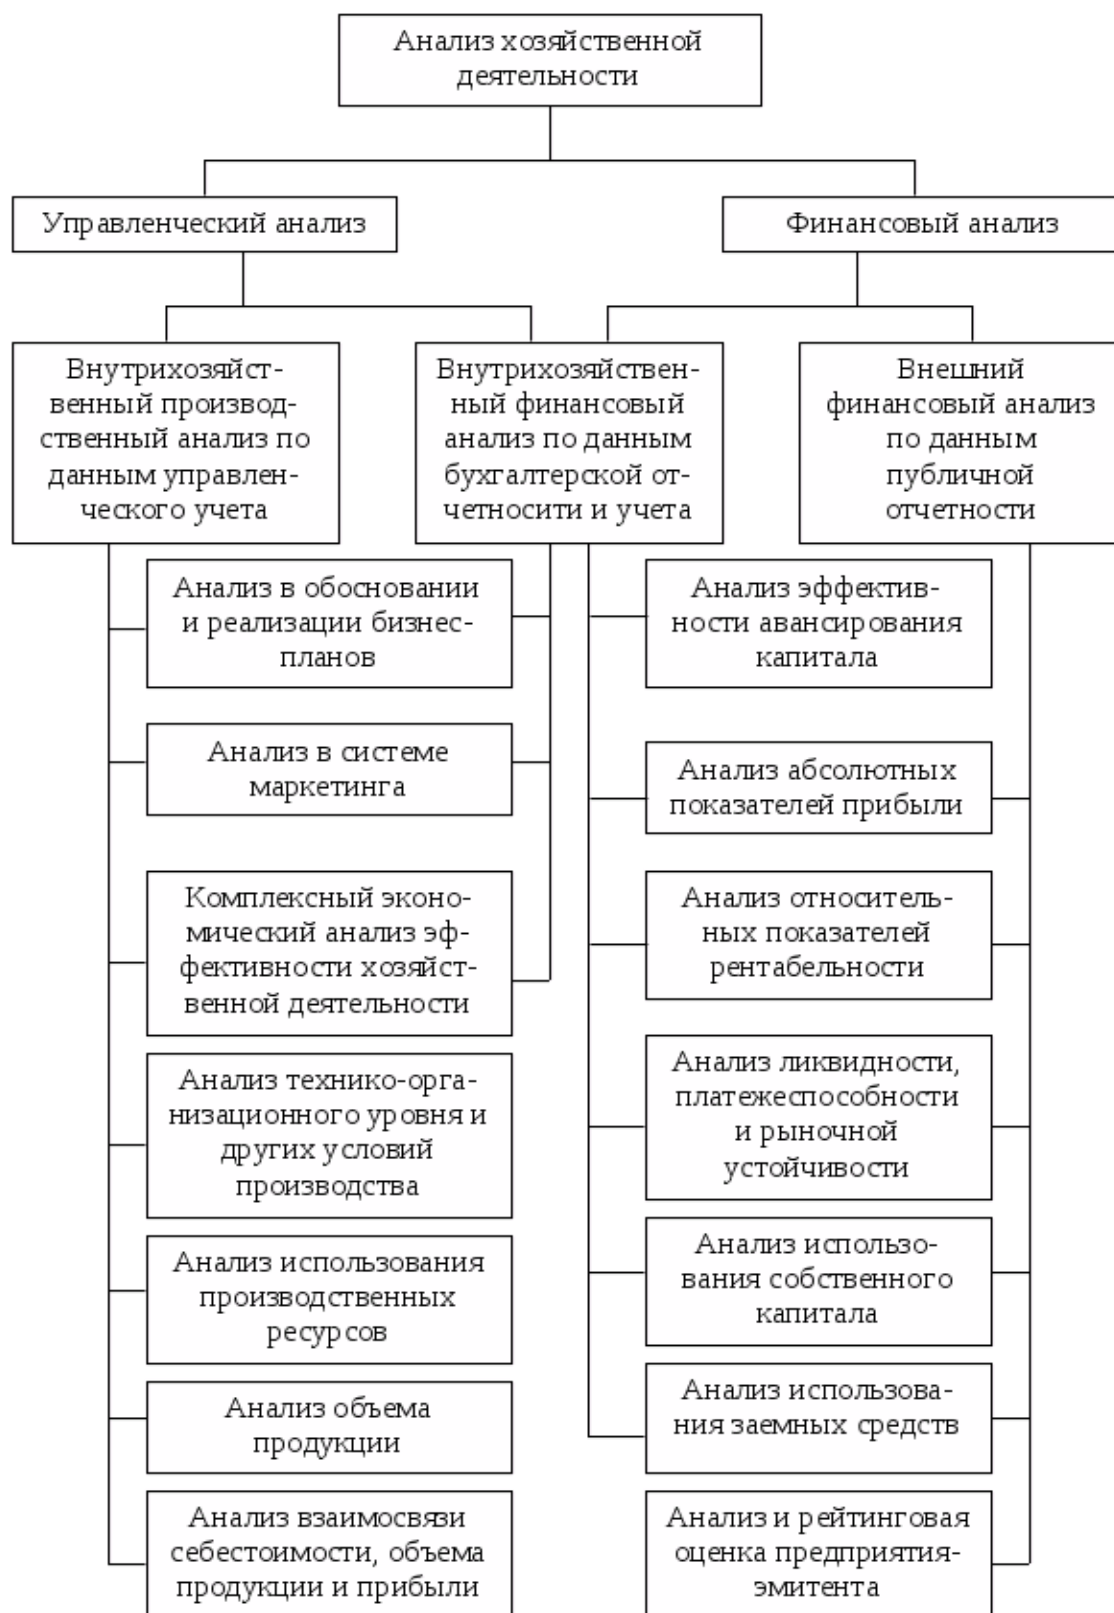 Анализ хозяйственной
деятельности
Управленческий анализ
Финансовый анализ
Внутрихозяйст-
венный производ-
ственный анализ по
данным управлен-
ческого учета
Внутрихозяйствен-
ный финансовый
анализ по данным
бухгалтерской от-
четносити и учета
Внешний
финансовый анализ
по данным
публичной
отчетности
Анализ в обосновании
и реализации бизнес-
планов
Анализ в системе
маркетинга
Комплексный эконо-
мический анализ эф-
фективности хозяйст-
венной деятельности
Анализ технико-орга-
низационного уровня и
других условий
производства
Анализ использования
производственных
ресурсов
Анализ объема
продукции
Анализ взаимосвязи
себестоимости, объема
продукции и прибыли
Анализ эффектив-
ности авансирования
капитала
Анализ абсолютных
показателей прибыли
Анализ относитель-
ных показателей
рентабельности
Анализ ликвидности,
платежеспособности
и рыночной
устойчивости
Анализ использо-
вания собственного
капитала
Анализ использова-
ния заемных средств
Анализ и рейтинговая
оценка предприятия-
эмитента